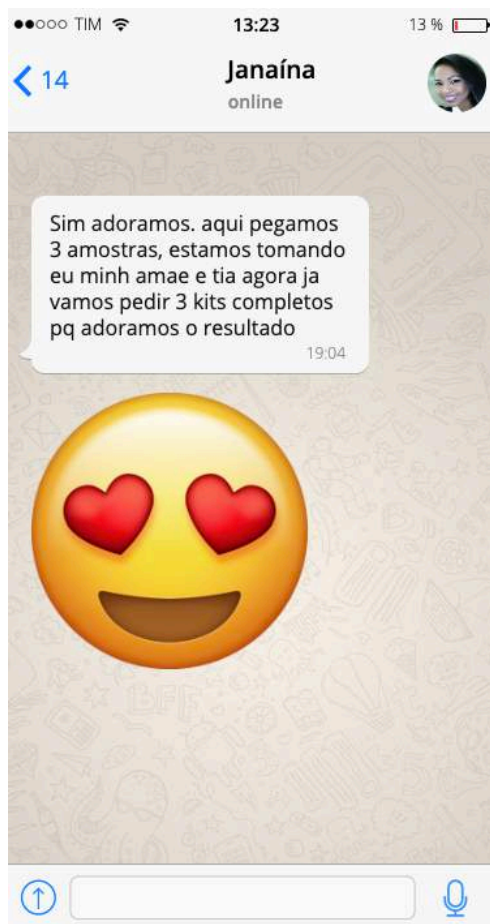 TIM 13:23 13 %
14 Janaína
online
Sim adoramos. aqui pegamos
3 amostras, estamos tomando
eu minh amae e tia agora ja
vamos pedir 3 kits completos
pq adoramos o resultado
19:04
BFF